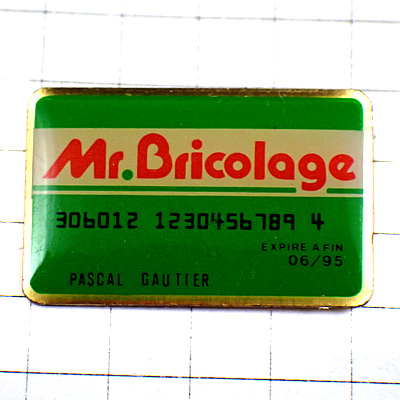 Mr.Bricolage
306012 1230456789 4
EXPIRE A FIN
06/95
PASCAL GAUTIER